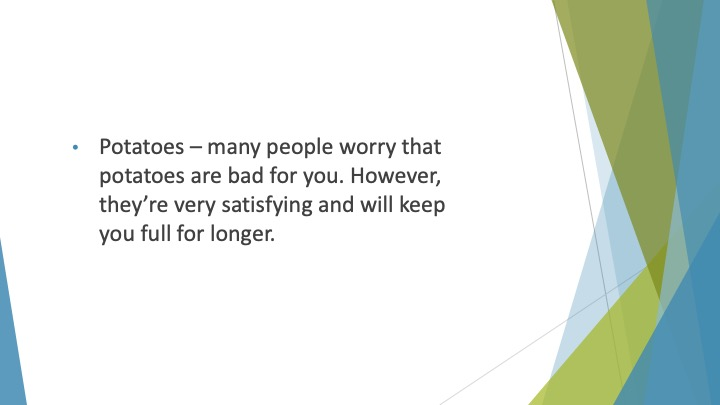 • Potatoes – many people worry that
potatoes are bad for you. However,
they’re very satisfying and will keep
you full for longer.